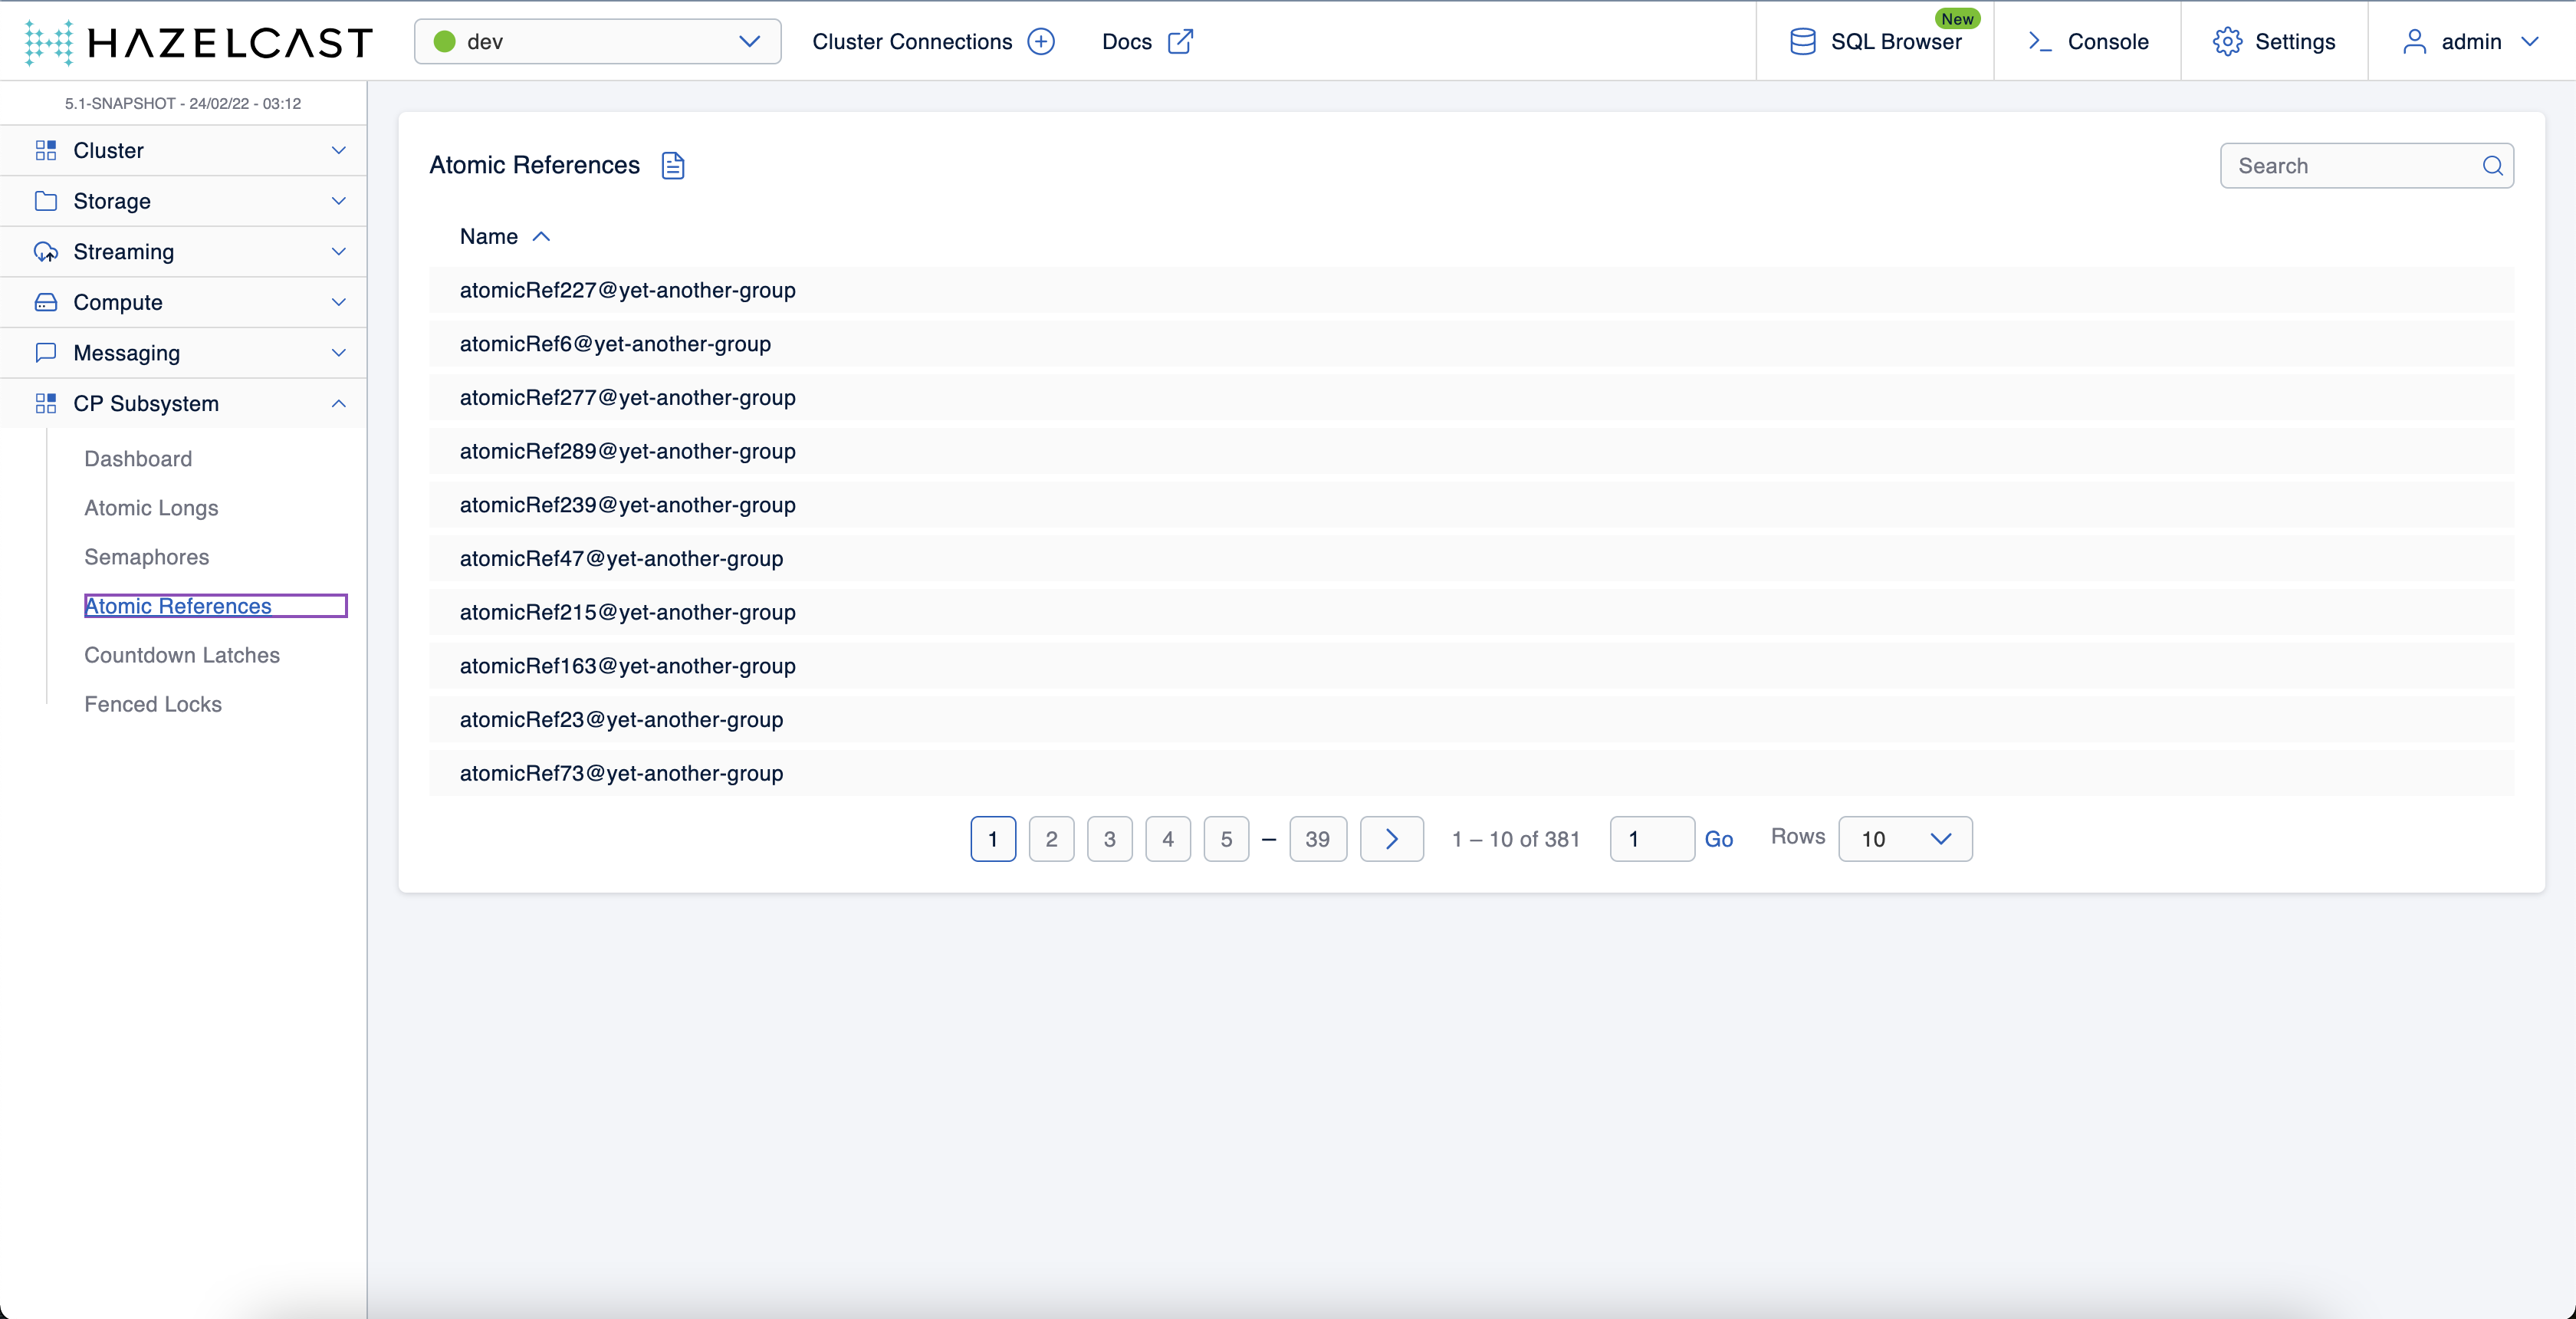 HAZELCAST
dev
Cluster Connections
Docs
New
SQL Browser
Console
Settings
admin
5.1-SNAPSHOT - 24/02/22 - 03:12
Cluster
Storage
Streaming
Compute
Messaging
CP Subsystem
Dashboard
Atomic Longs
Semaphores
Atomic References
Countdown Latches
Fenced Locks
Atomic References
Search
Name
atomicRef227@yet-another-group
atomicRef6@yet-another-group
atomicRef277@yet-another-group
atomicRef289@yet-another-group
atomicRef239@yet-another-group
atomicRef47@yet-another-group
atomicRef215@yet-another-group
atomicRef163@yet-another-group
atomicRef23@yet-another-group
atomicRef73@yet-another-group
1 2 3 4 5 – 39 1 – 10 of 381 1 Go Rows 10